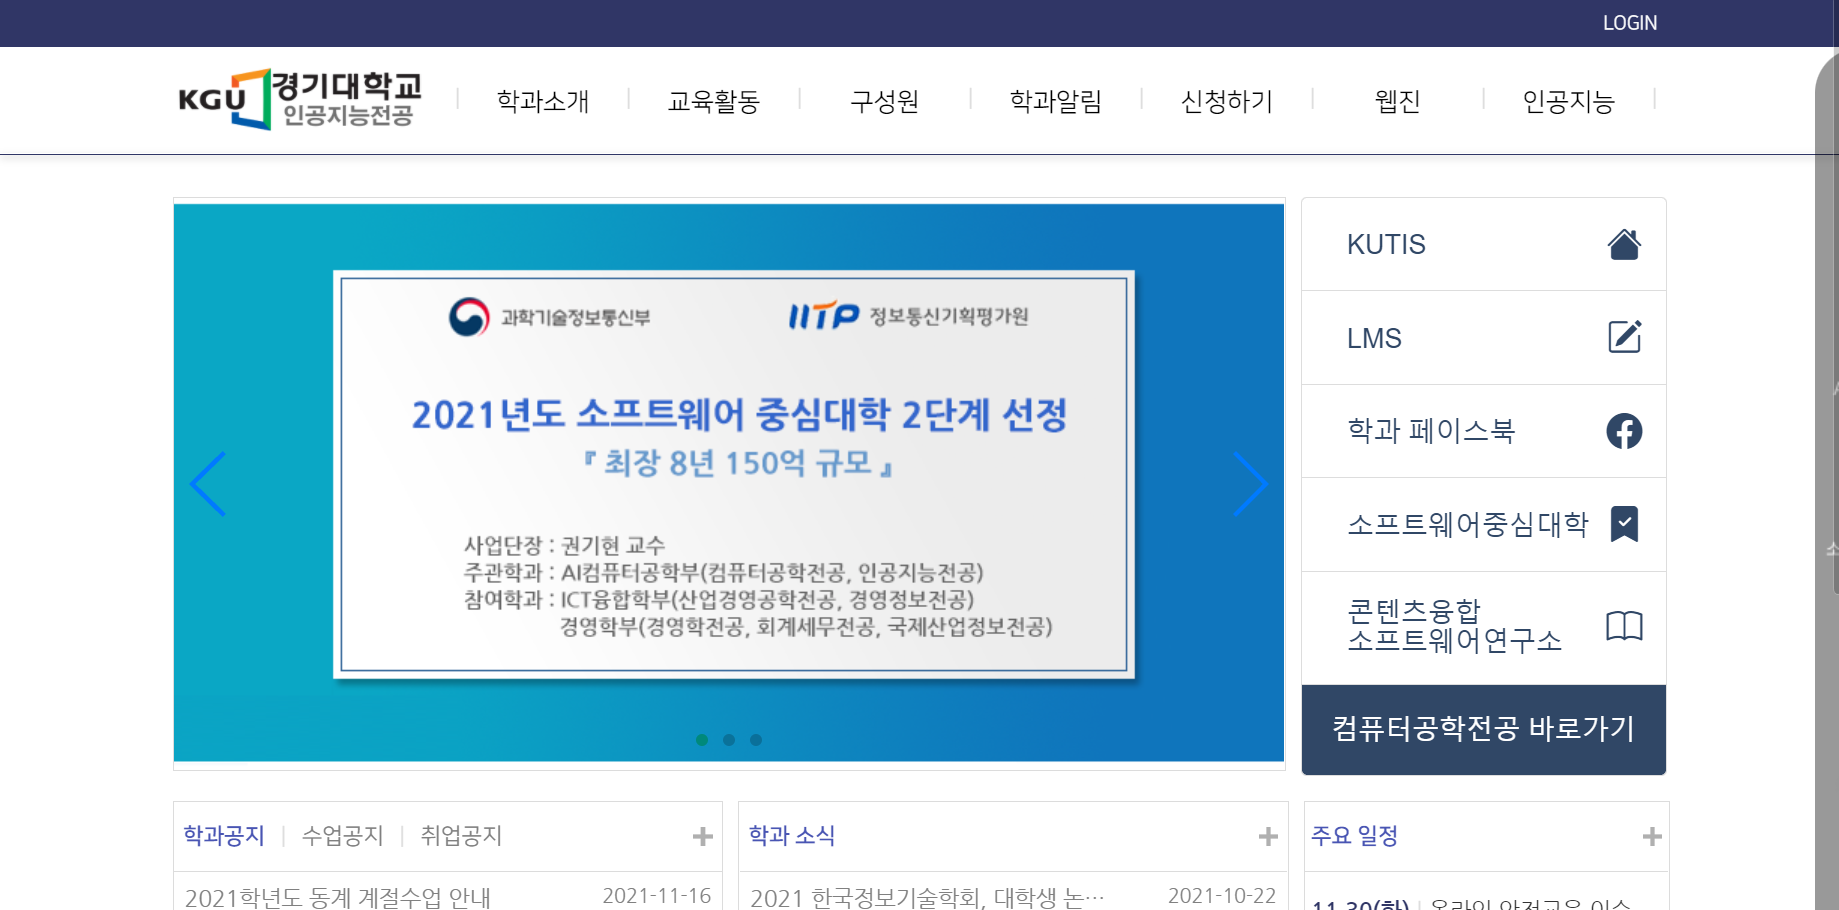 LOGIN
KGU 경기대학교
인공지능전공
학과소개
교육활동
구성원
학과알림
신청하기
웹진
인공지능
과학기술정보통신부
IITP 정보통신기획평가원
2021년도 소프트웨어 중심대학 2단계 선정
『 최장 8년 150억 규모 』
사업단장 : 권기현 교수
주관학과 : AI컴퓨터공학부(컴퓨터공학전공, 인공지능전공)
참여학과 : ICT융합학부(산업경영공학전공, 경영정보전공)
경영학부(경영학전공, 회계세무전공, 국제산업정보전공)
KUTIS
LMS
학과 페이스북
소프트웨어중심대학
콘텐츠융합
소프트웨어연구소
컴퓨터공학전공 바로가기
학과공지 | 수업공지 | 취업공지
2021학년도 동계 계절수업 안내 2021-11-16
학과 소식
2021 한국정보기술학회, 대학생 논… 2021-10-22
주요 일정
11.30(화) | 온라인 안전교육 이수